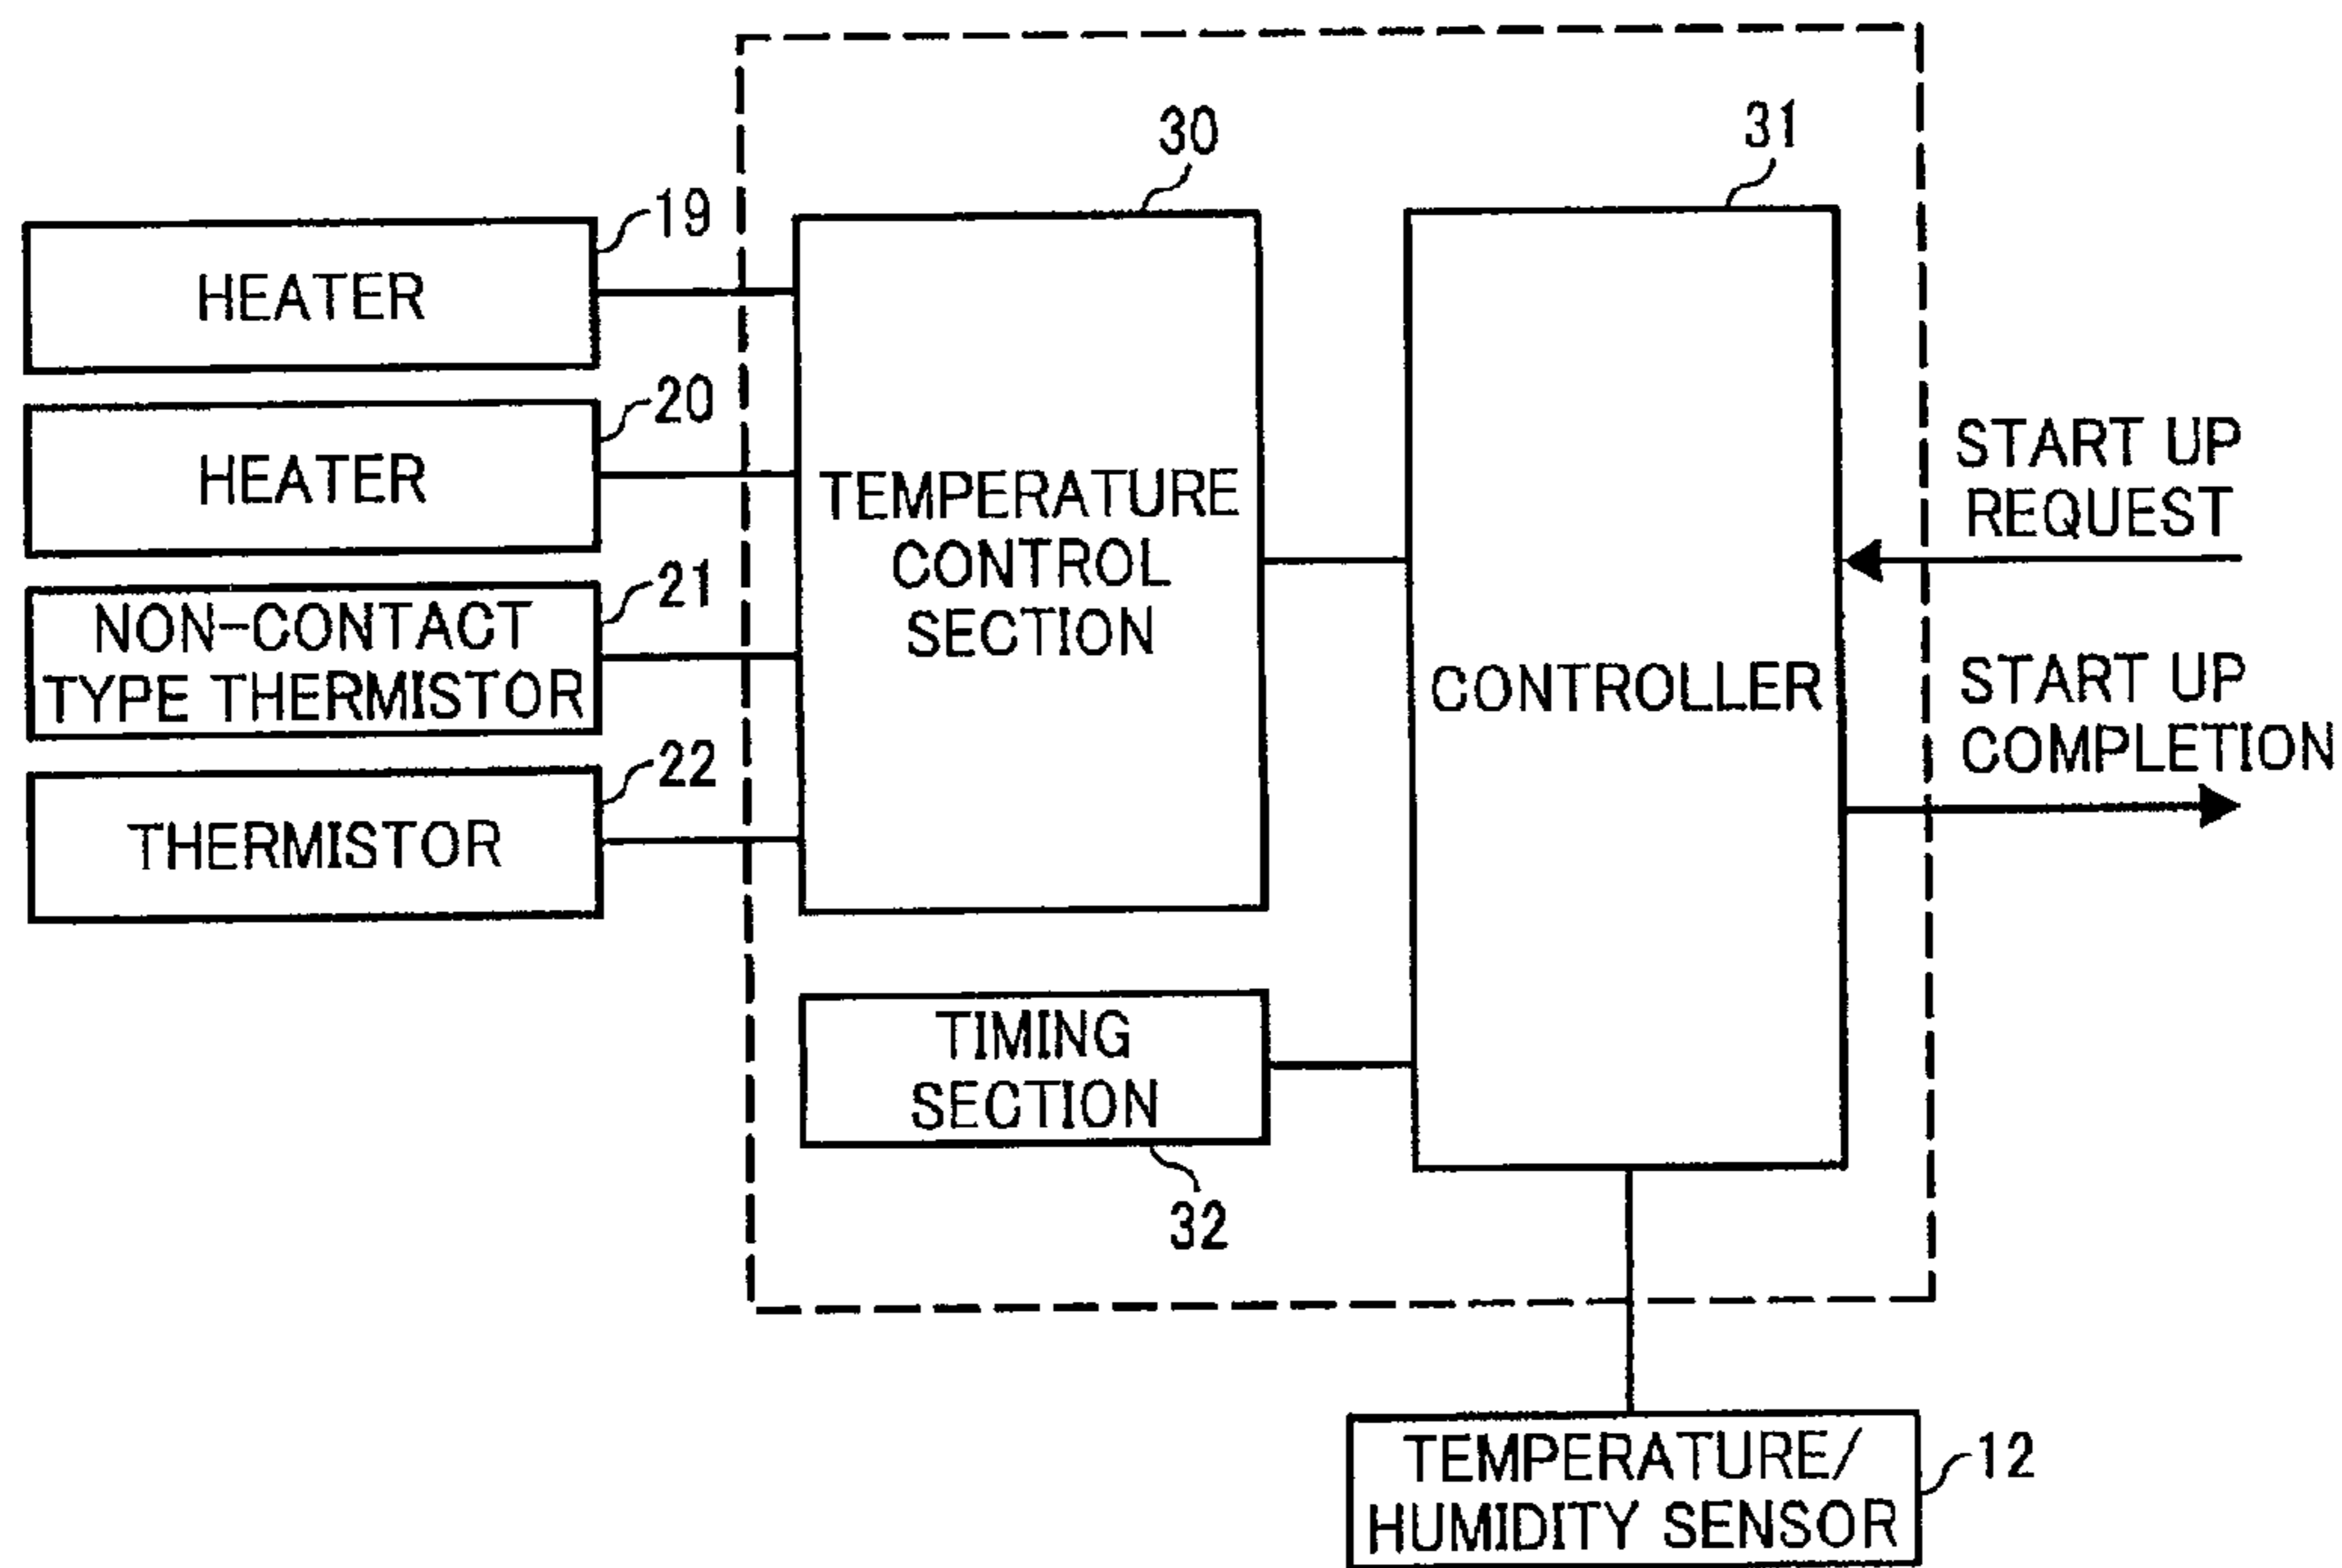 30
31
19
HEATER
20
HEATER
21
NON-CONTACT
TYPE THERMISTOR
22
THERMISTOR
TEMPERATURE
CONTROL
SECTION
CONTROLLER
START UP
REQUEST
START UP
COMPLETION
TIMING
SECTION
32
TEMPERATURE/
HUMIDITY SENSOR
12